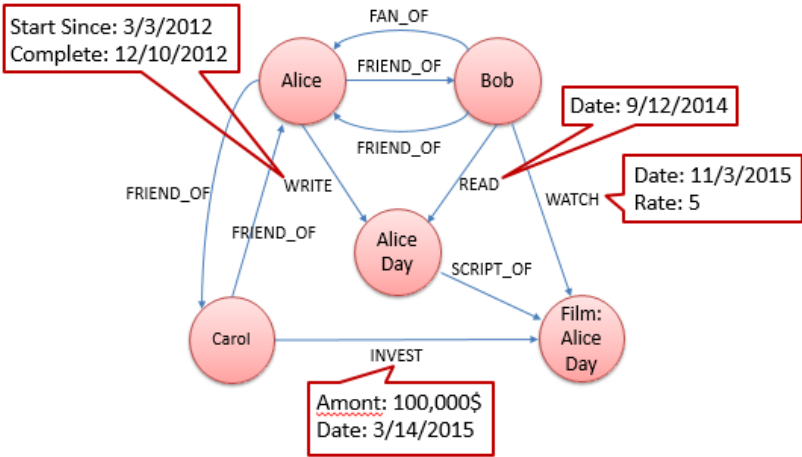 Start Since: 3/3/2012
Complete: 12/10/2012
FAN_OF
Alice
FRIEND_OF
Bob
Date: 9/12/2014
FRIEND_OF
Date: 11/3/2015
Rate: 5
FRIEND_OF
WRITE
READ
WATCH
FRIEND_OF
Alice
Day
SCRIPT_OF
Carol
Film:
Alice
Day
INVEST
Amont: 100,000$
Date: 3/14/2015